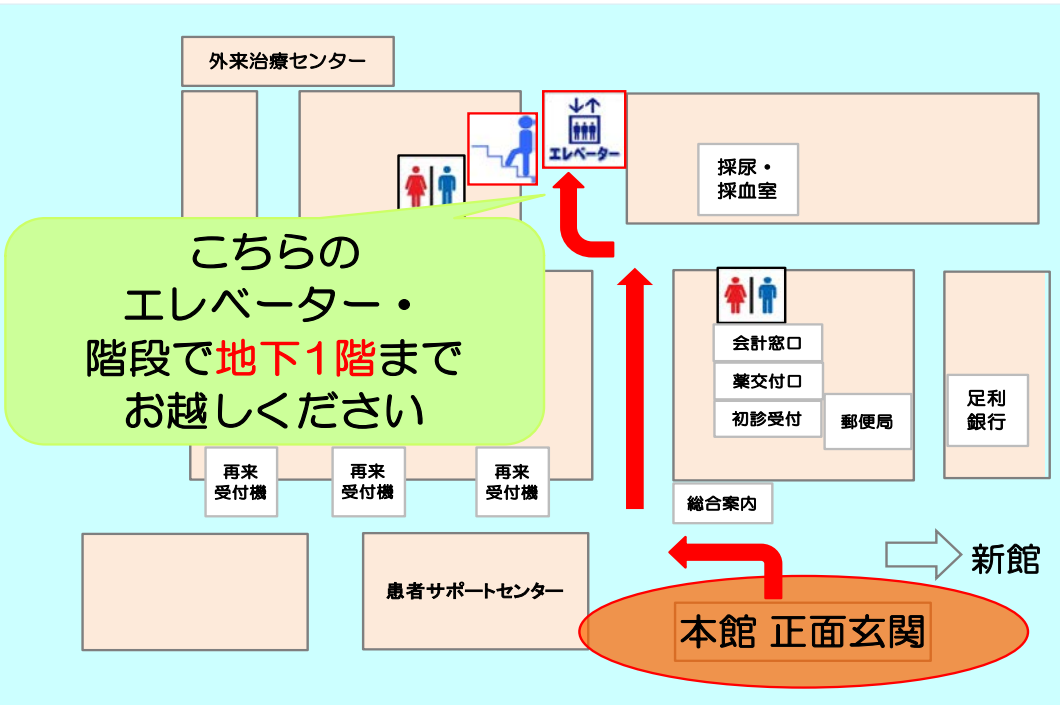 外来治療センター
エレベーター
採尿・
採血室
こちらの
エレベーター・
階段で地下1階まで
お越しください
会計窓口
薬交付口
初診受付
郵便局
足利
銀行
再来
受付機
再来
受付機
再来
受付機
総合案内
新館
患者サポートセンター
本館 正面玄関